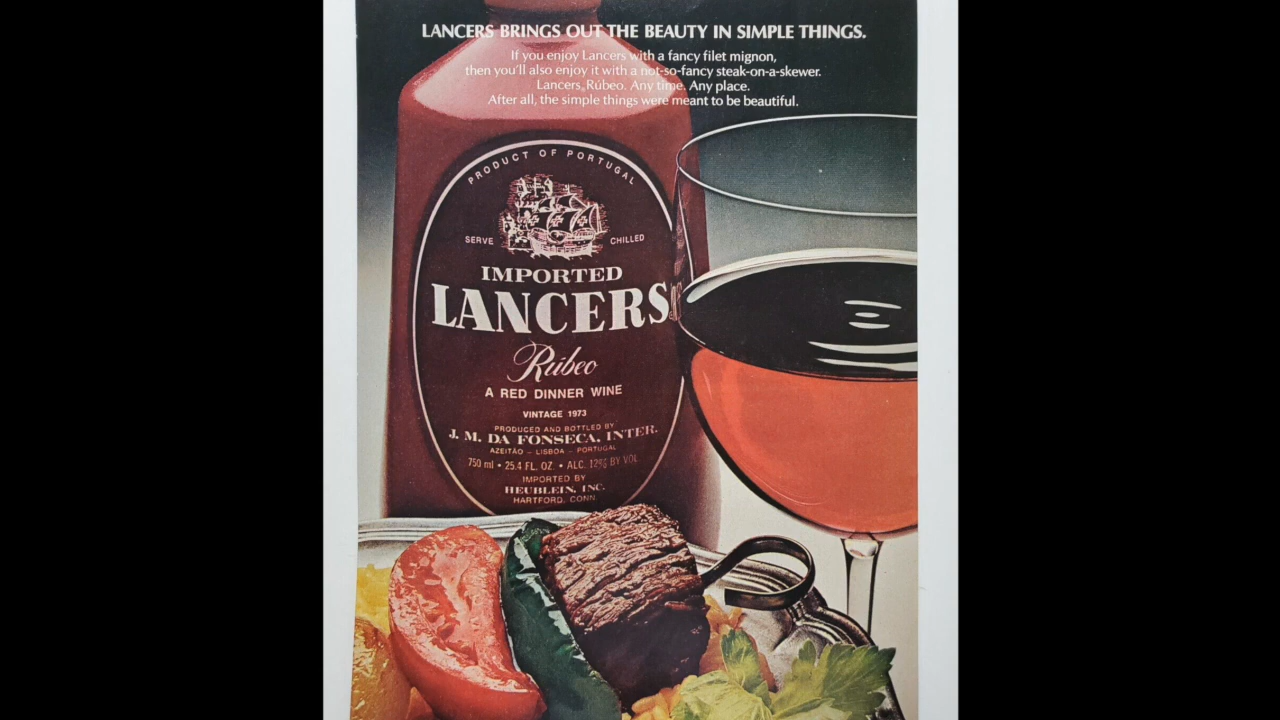 LANCERS BRINGS OUT THE BEAUTY IN SIMPLE THINGS.
If you enjoy Lancers with a fancy filet mignon,
then you'll also enjoy it with a not-so-fancy steak-on-a-skewer.
Lancers Rúbeo. Any time. Any place.
After all, the simple things were meant to be beautiful.
PRODUCT OF PORTUGAL
SERVE CHILLED
IMPORTED
LANCERS
Rúbeo
A RED DINNER WINE
VINTAGE 1973
PRODUCED AND BOTTLED BY
J. M. DA FONSECA, INTER.
AZEITÃO – LISBOA – PORTUGAL
750 ml • 25.4 FL. OZ. • ALC. 12% BY VOL.
IMPORTED BY
HEUBLEIN, INC.
HARTFORD, CONN.